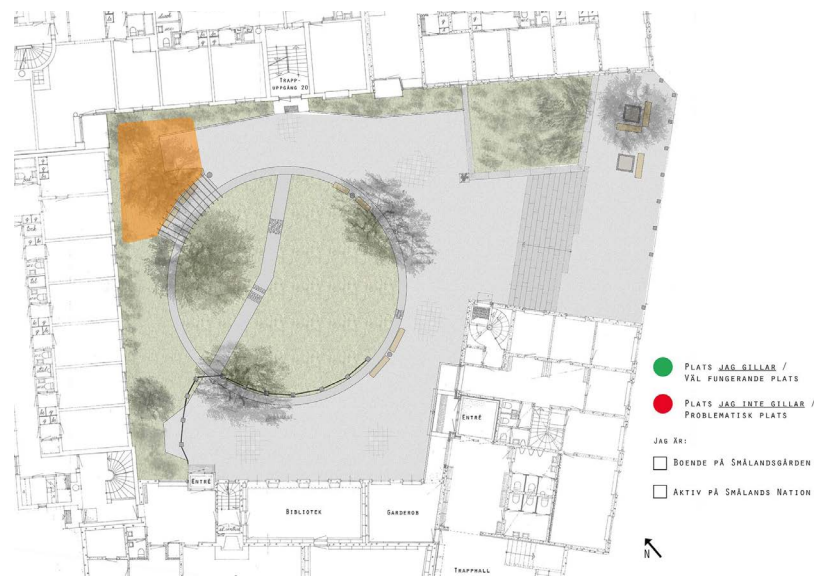 Trapp-
uppgång 20
Plats jag gillar /
Väl fungerande plats
Plats jag inte gillar /
Problematisk plats
Jag är:
Boende på Smålandsgården
Aktiv på Smålands Nation
Entré
Entré
Bibliotek
Garderob
Trapphall
N